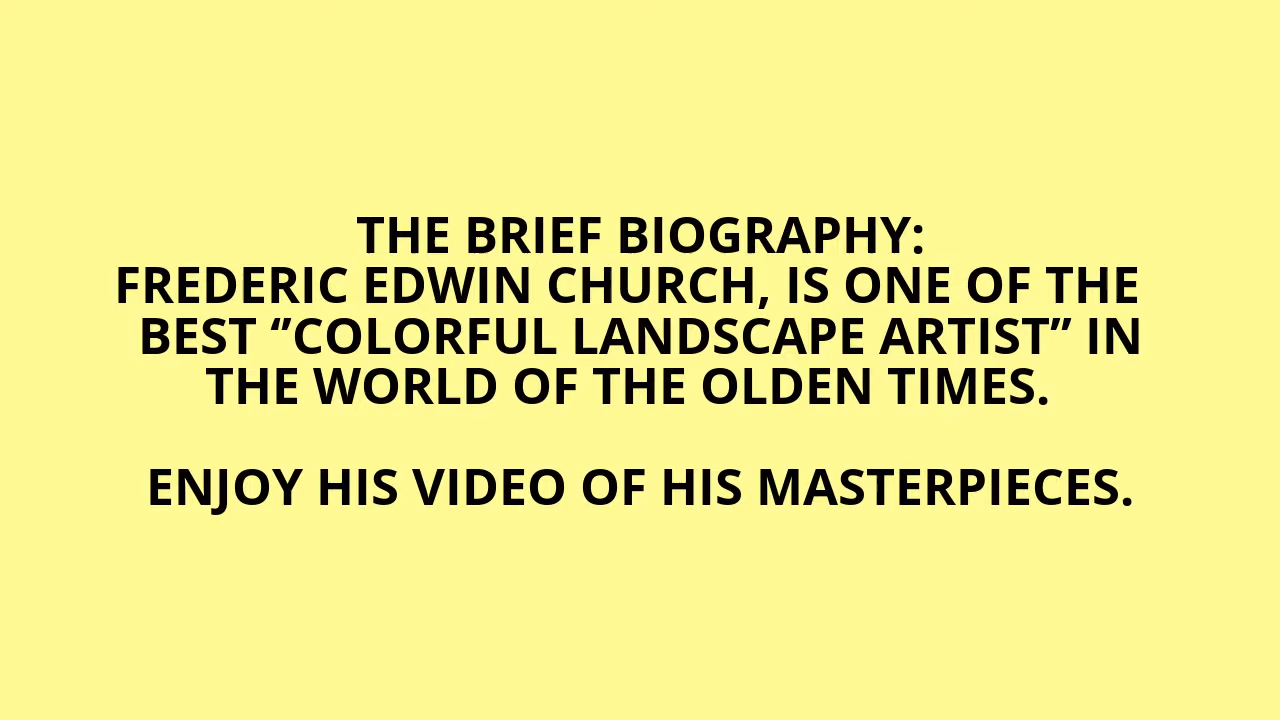 THE BRIEF BIOGRAPHY:
FREDERIC EDWIN CHURCH, IS ONE OF THE
BEST “COLORFUL LANDSCAPE ARTIST” IN
THE WORLD OF THE OLDEN TIMES.
ENJOY HIS VIDEO OF HIS MASTERPIECES.